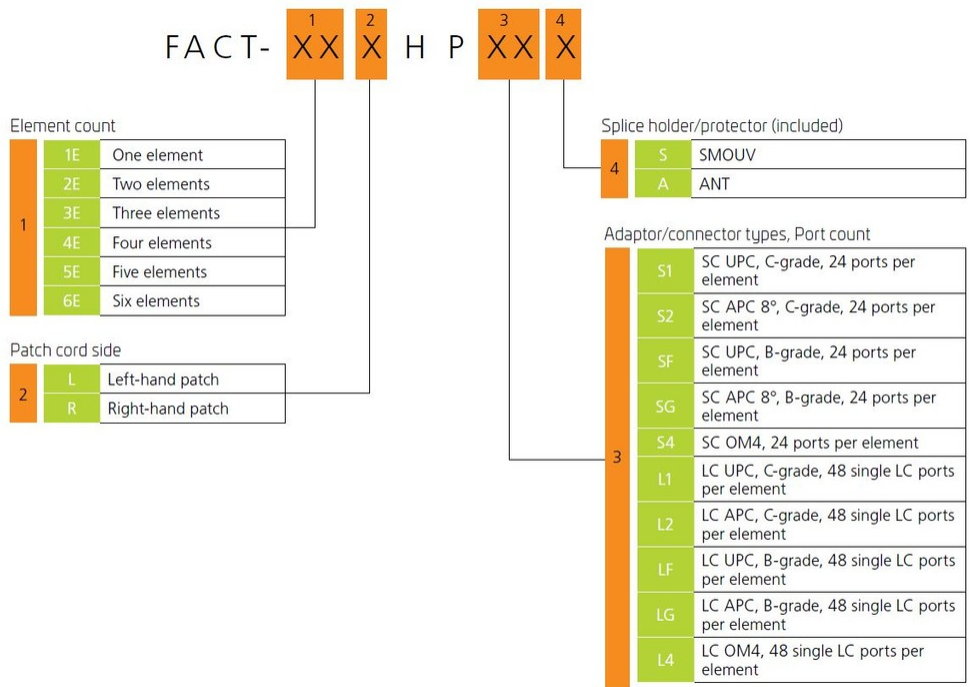 1 2 3 4
FACT- XX X H P XX X
Element count
1
1E One element
2E Two elements
3E Three elements
4E Four elements
5E Five elements
6E Six elements
Patch cord side
2
L Left-hand patch
R Right-hand patch
Splice holder/protector (included)
4
S SMOUV
A ANT
Adaptor/connector types, Port count
3
S1 SC UPC, C-grade, 24 ports per
element
S2 SC APC 8°, C-grade, 24 ports per
element
SF SC UPC, B-grade, 24 ports per
element
SG SC APC 8°, B-grade, 24 ports per
element
S4 SC OM4, 24 ports per element
L1 LC UPC, C-grade, 48 single LC ports
per element
L2 LC APC, C-grade, 48 single LC ports
per element
LF LC UPC, B-grade, 48 single LC ports
per element
LG LC APC, B-grade, 48 single LC ports
per element
L4 LC OM4, 48 single LC ports per
element